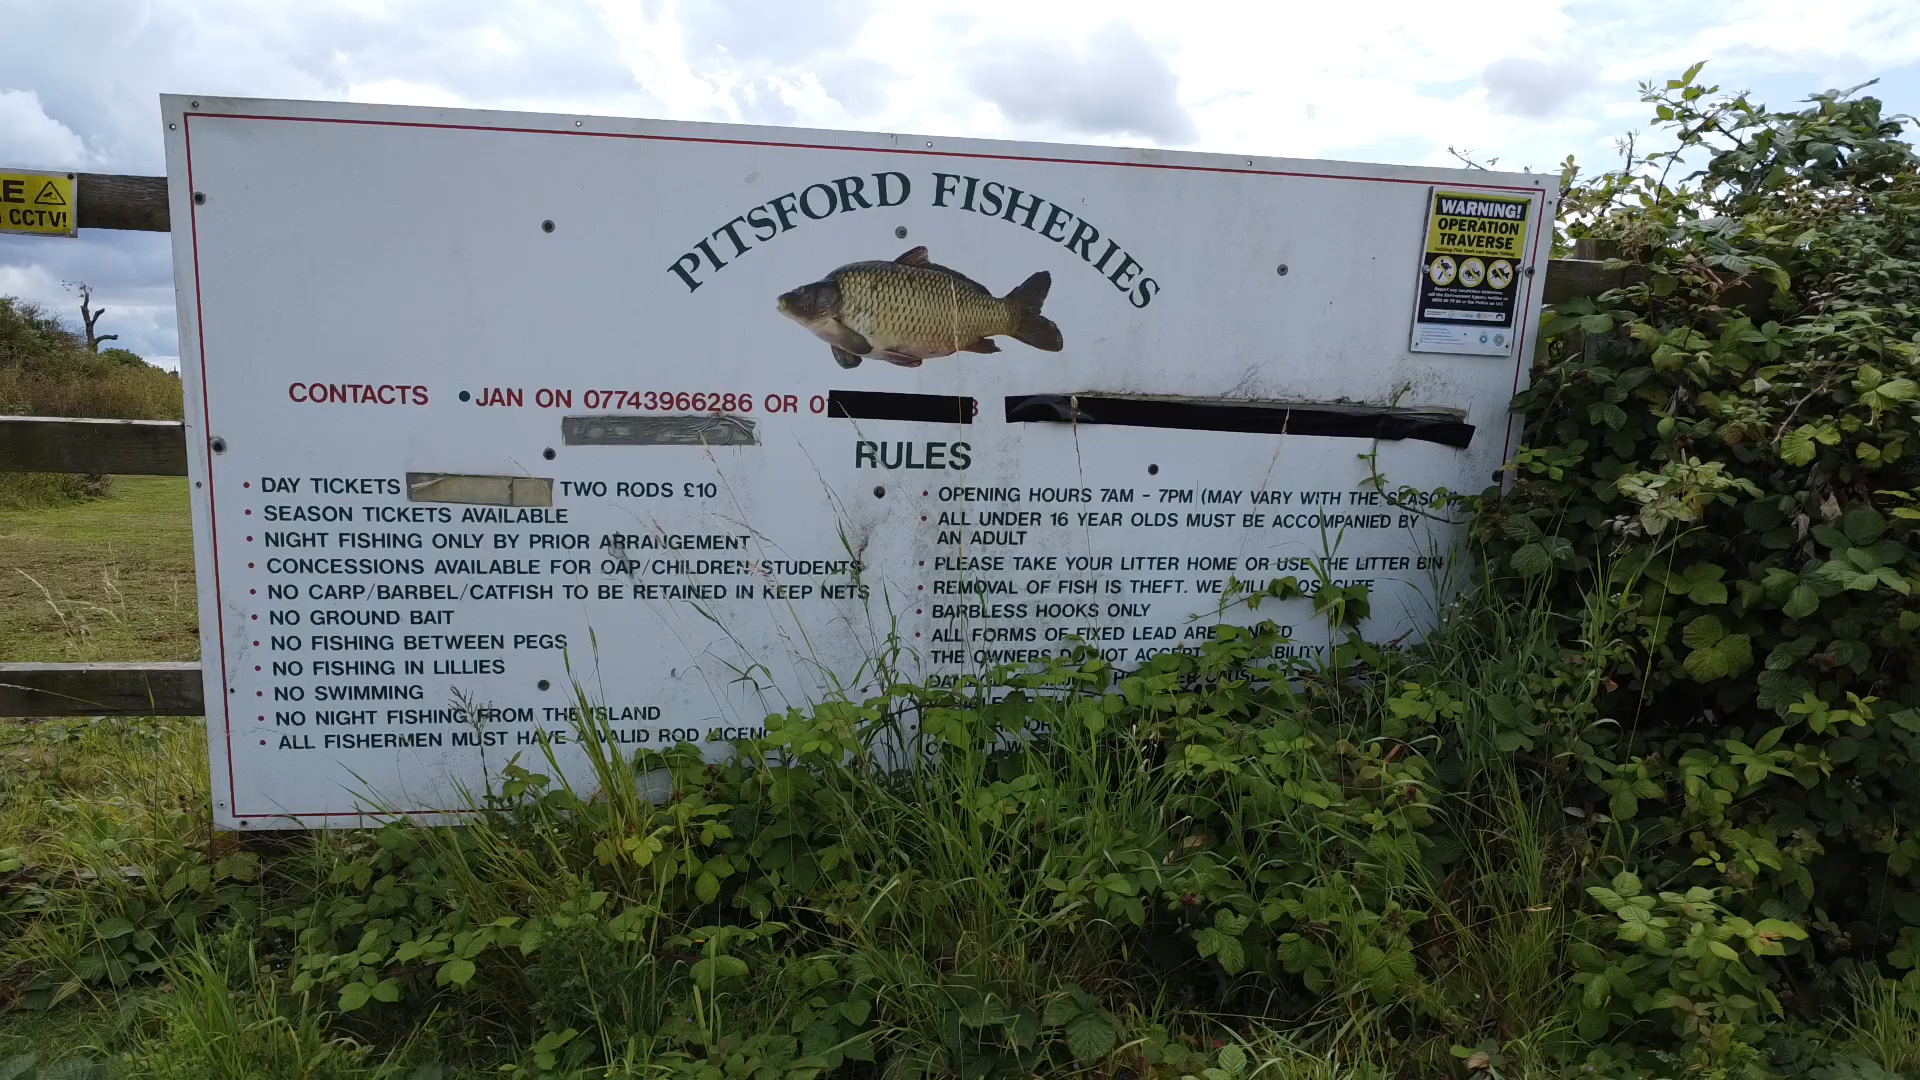 PITSFORD FISHERIES
E
CCTV!
WARNING!
OPERATION
TRAVERSE
CONTACTS • JAN ON 07743966286 OR 0
RULES
• DAY TICKETS TWO RODS £10
• SEASON TICKETS AVAILABLE
• NIGHT FISHING ONLY BY PRIOR ARRANGEMENT
• CONCESSIONS AVAILABLE FOR OAP/CHILDREN/STUDENTS
• NO CARP/BARBEL/CATFISH TO BE RETAINED IN KEEP NETS
• NO GROUND BAIT
• NO FISHING BETWEEN PEGS
• NO FISHING IN LILLIES
• NO SWIMMING
• NO NIGHT FISHING FROM THE ISLAND
• ALL FISHERMEN MUST HAVE A VALID ROD LICENC
• OPENING HOURS 7AM - 7PM (MAY VARY WITH THE SEASON)
• ALL UNDER 16 YEAR OLDS MUST BE ACCOMPANIED BY
AN ADULT
• PLEASE TAKE YOUR LITTER HOME OR USE THE LITTER BIN
• REMOVAL OF FISH IS THEFT. WE WILL PROSECUTE
• BARBLESS HOOKS ONLY
• ALL FORMS OF FIXED LEAD ARE BANNED
THE OWNERS DO NOT ACCEPT